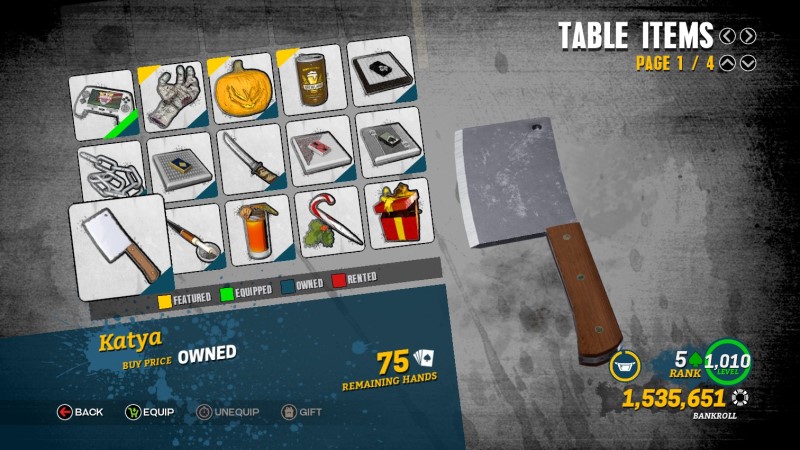 TABLE ITEMS
PAGE 1 / 4
FEATURED
EQUIPPED
OWNED
RENTED
Katya
BUY PRICE OWNED
75
REMAINING HANDS
BACK
EQUIP
UNEQUIP
GIFT
5
RANK
1,010
LEVEL
1,535,651
BANKROLL